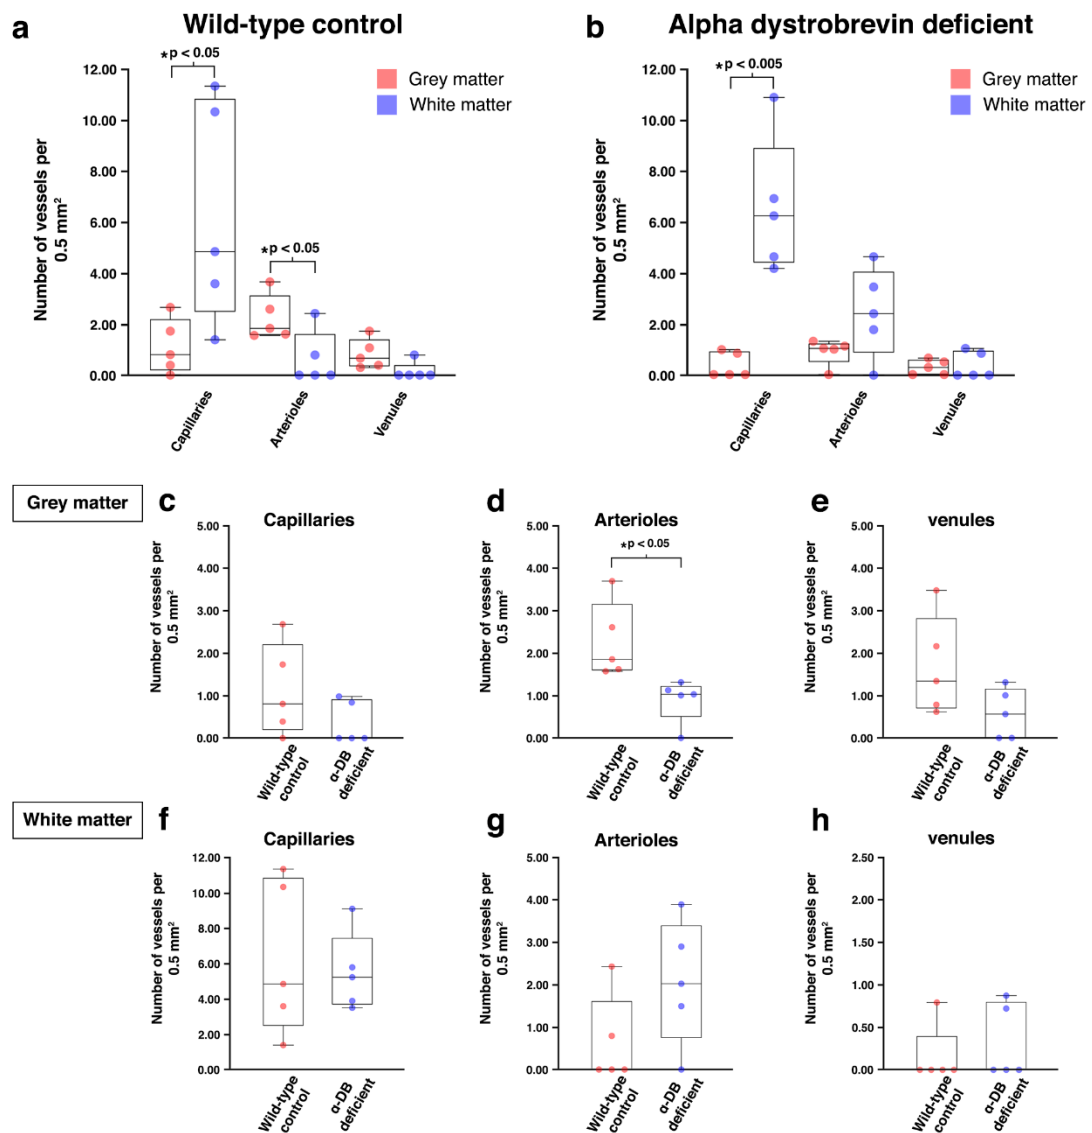 a
Wild-type control
b
Alpha dystrobrevin deficient
*p < 0.05
*p < 0.005
Grey matter
White matter
Grey matter
White matter
*p < 0.05
Number of vessels per
0.5 mm²
12.00
10.00
8.00
6.00
4.00
2.00
0.00
Capillaries
Arterioles
Venules
Number of vessels per
0.5 mm²
12.00
10.00
8.00
6.00
4.00
2.00
0.00
Capillaries
Arterioles
Venules
Grey matter
c
Capillaries
Number of vessels per
0.5 mm²
5.00
4.00
3.00
2.00
1.00
0.00
Wild-type
control
α-DB
deficient
d
Arterioles
*p < 0.05
Number of vessels per
0.5 mm²
5.00
4.00
3.00
2.00
1.00
0.00
Wild-type
control
α-DB
deficient
e
venules
Number of vessels per
0.5 mm²
5.00
4.00
3.00
2.00
1.00
0.00
Wild-type
control
α-DB
deficient
White matter
f
Capillaries
Number of vessels per
0.5 mm²
12.00
10.00
8.00
6.00
4.00
2.00
0.00
Wild-type
control
α-DB
deficient
g
Arterioles
Number of vessels per
0.5 mm²
5.00
4.00
3.00
2.00
1.00
0.00
Wild-type
control
α-DB
deficient
h
venules
Number of vessels per
0.5 mm²
2.50
2.00
1.50
1.00
0.50
0.00
Wild-type
control
α-DB
deficient